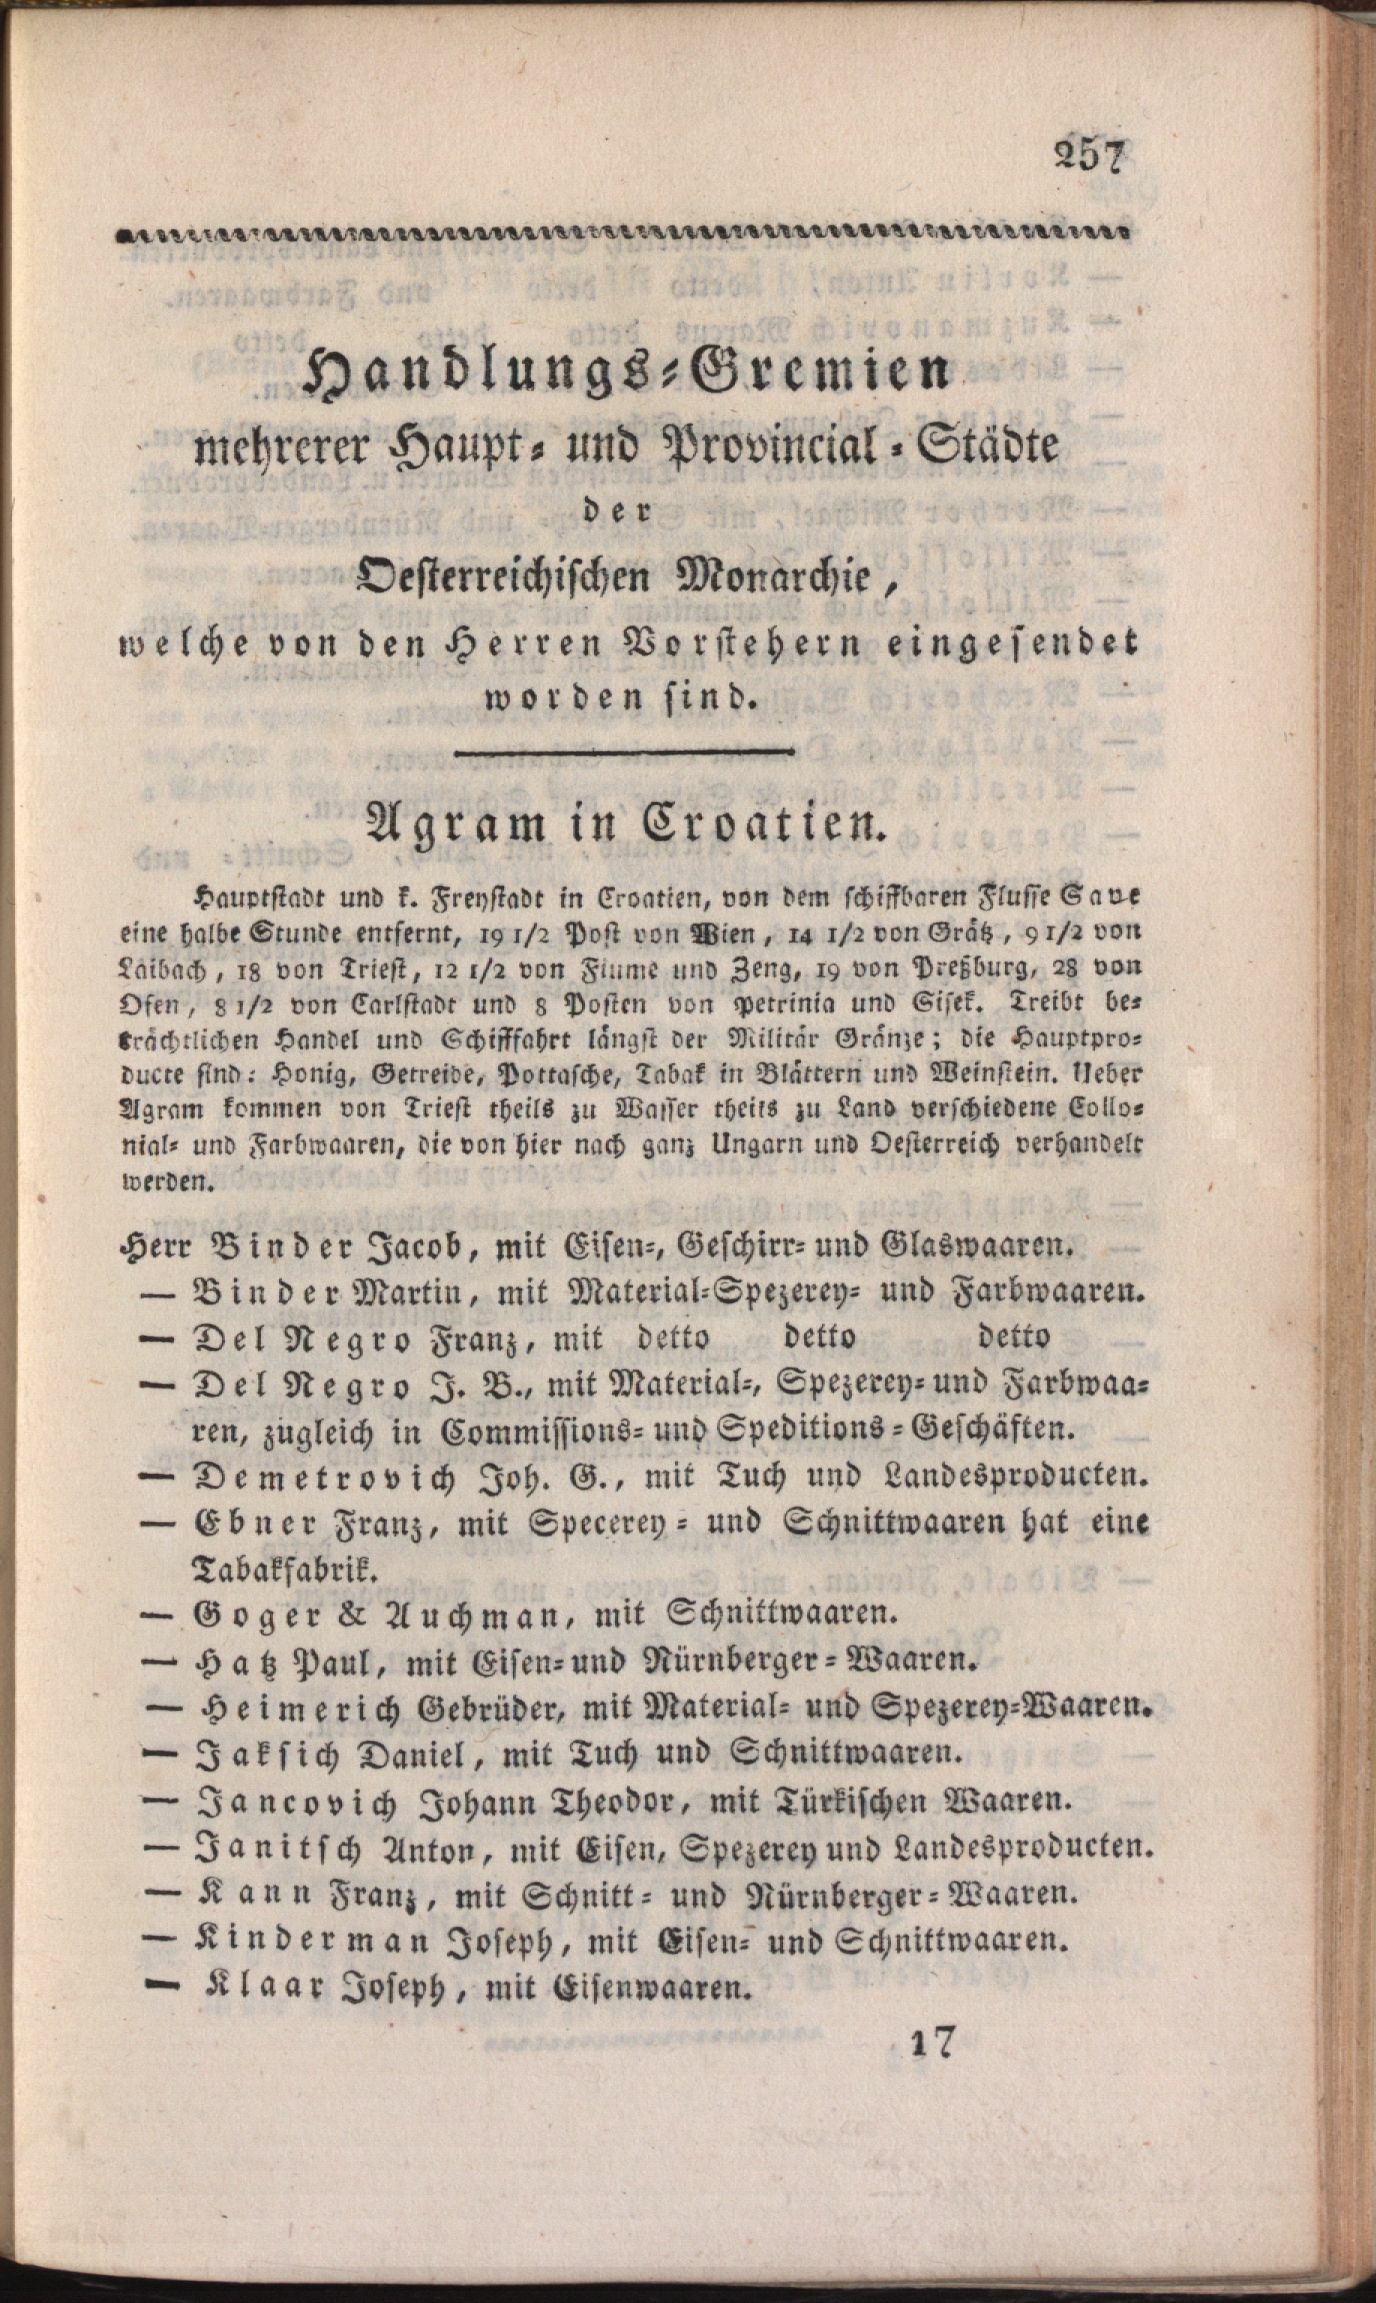 257
Handlungs-Gremien
mehrerer Haupt- und Provincial-Städte
der
Oesterreichischen Monarchie,
welche von den Herren Vorstehern eingesendet
worden sind.
Agram in Croatien.
Hauptstadt und k. Freystadt in Croatien, von dem schiffbaren Flusse Save
eine halbe Stunde entfernt, 19 1/2 Post von Wien, 14 1/2 von Grätz, 9 1/2 von
Laibach, 18 von Triest, 12 1/2 von Fiume und Zeng, 19 von Preßburg, 28 von
Ofen, 8 1/2 von Carlstadt und 8 Posten von Petrinia und Sisek. Treibt be-
trächtlichen Handel und Schifffahrt längst der Militär Gränze; die Hauptpro-
ducte sind: Honig, Getreide, Pottasche, Tabak in Blättern und Weinstein. Ueber
Agram kommen von Triest theils zu Wasser theils zu Land verschiedene Collo-
nial- und Farbwaaren, die von hier nach ganz Ungarn und Oesterreich verhandelt
werden.
Herr Binder Jacob, mit Eisen-, Geschirr- und Glaswaaren.
— Binder Martin, mit Material-Spezerey- und Farbwaaren.
— Del Negro Franz, mit detto detto detto
— Del Negro J. B., mit Material-, Spezerey- und Farbwaa-
ren, zugleich in Commissions- und Speditions-Geschäften.
— Demetrovich Joh. G., mit Tuch und Landesproducten.
— Ebner Franz, mit Specerey- und Schnittwaaren hat eine
Tabakfabrik.
— Goger & Auchman, mit Schnittwaaren.
— Hatz Paul, mit Eisen- und Nürnberger-Waaren.
— Heimerich Gebrüder, mit Material- und Spezerey-Waaren.
— Jaksich Daniel, mit Tuch und Schnittwaaren.
— Jancovich Johann Theodor, mit Türkischen Waaren.
— Janitsch Anton, mit Eisen, Spezerey und Landesproducten.
— Kann Franz, mit Schnitt- und Nürnberger-Waaren.
— Kinderman Joseph, mit Eisen- und Schnittwaaren.
— Klaar Joseph, mit Eisenwaaren.
17